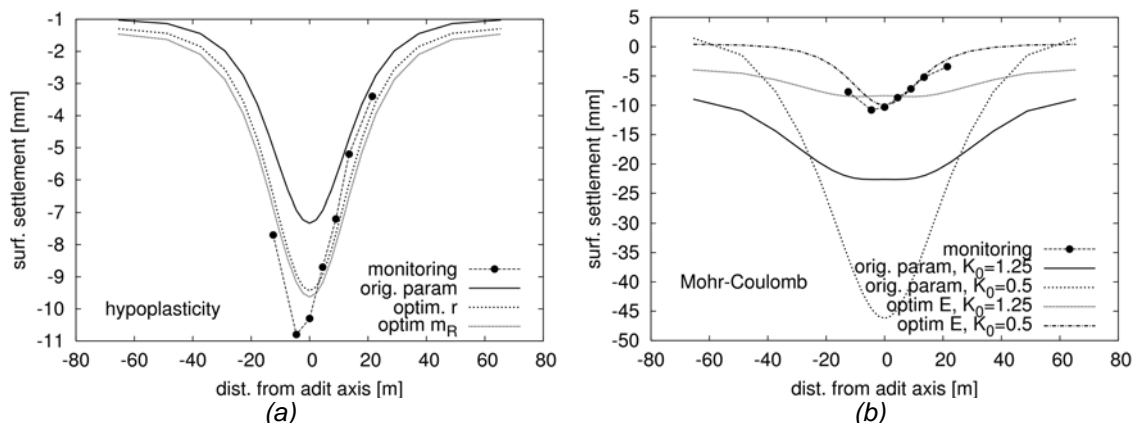 -1
-2
-3
-4
-5
-6
-7
-8
-9
-10
-11
surf. settlement [mm]
hypoplasticity
monitoring
orig. param
optim. r
optim m_R
-80 -60 -40 -20 0 20 40 60 80
dist. from adit axis [m]
(a)
5
0
-5
-10
-15
-20
-25
-30
-35
-40
-45
-50
surf. settlement [mm]
Mohr-Coulomb
monitoring
orig. param, K_0=1.25
orig. param, K_0=0.5
optim E, K_0=1.25
optim E, K_0=0.5
-80 -60 -40 -20 0 20 40 60 80
dist. from adit axis [m]
(b)